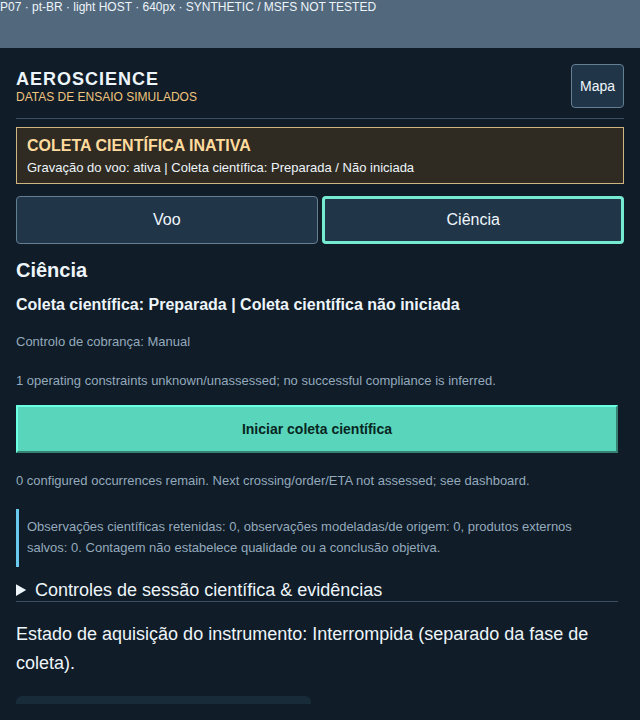 P07 · pt-BR · light HOST · 640px · SYNTHETIC / MSFS NOT TESTED
AEROSCIENCE
DATAS DE ENSAIO SIMULADOS
Mapa
COLETA CIENTÍFICA INATIVA
Gravação do voo: ativa | Coleta científica: Preparada / Não iniciada
Voo
Ciência
Ciência
Coleta científica: Preparada | Coleta científica não iniciada
Controlo de cobrança: Manual
1 operating constraints unknown/unassessed; no successful compliance is inferred.
Iniciar coleta científica
0 configured occurrences remain. Next crossing/order/ETA not assessed; see dashboard.
Observações científicas retenidas: 0, observações modeladas/de origem: 0, produtos externos
salvos: 0. Contagem não estabelece qualidade ou a conclusão objetiva.
Controles de sessão científica & evidências
Estado de aquisição do instrumento: Interrompida (separado da fase de
coleta).